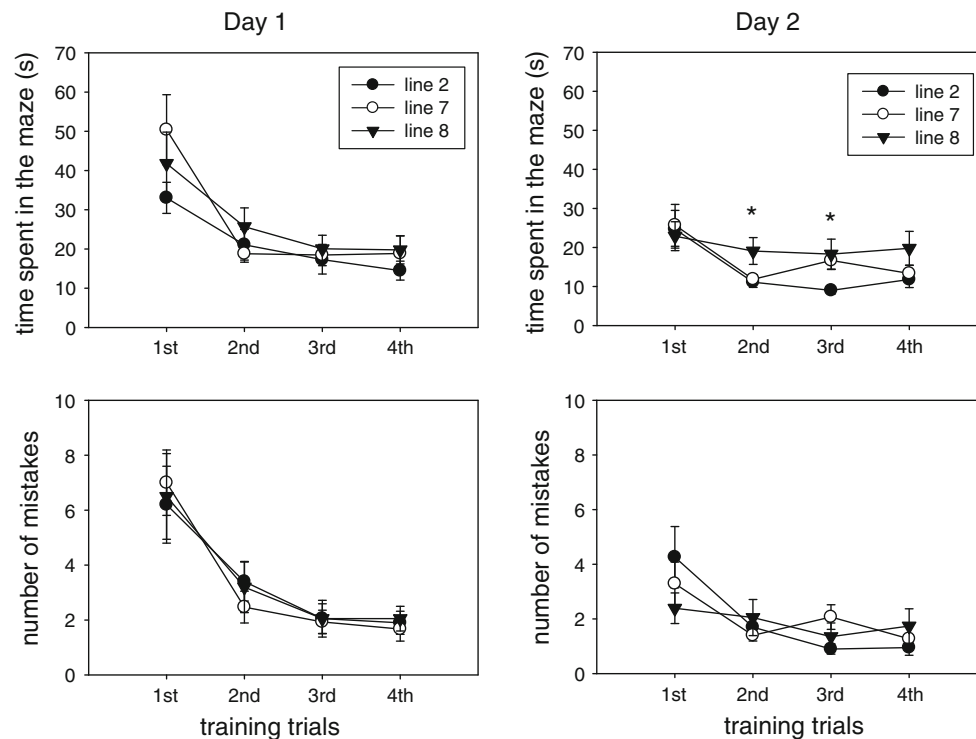 Day 1
time spent in the maze (s)
70
60
50
40
30
20
10
0
line 2
line 7
line 8
1st 2nd 3rd 4th
Day 2
time spent in the maze (s)
70
60
50
40
30
20
10
0
line 2
line 7
line 8
* *
1st 2nd 3rd 4th
number of mistakes
10
8
6
4
2
0
1st 2nd 3rd 4th
training trials
number of mistakes
10
8
6
4
2
0
1st 2nd 3rd 4th
training trials